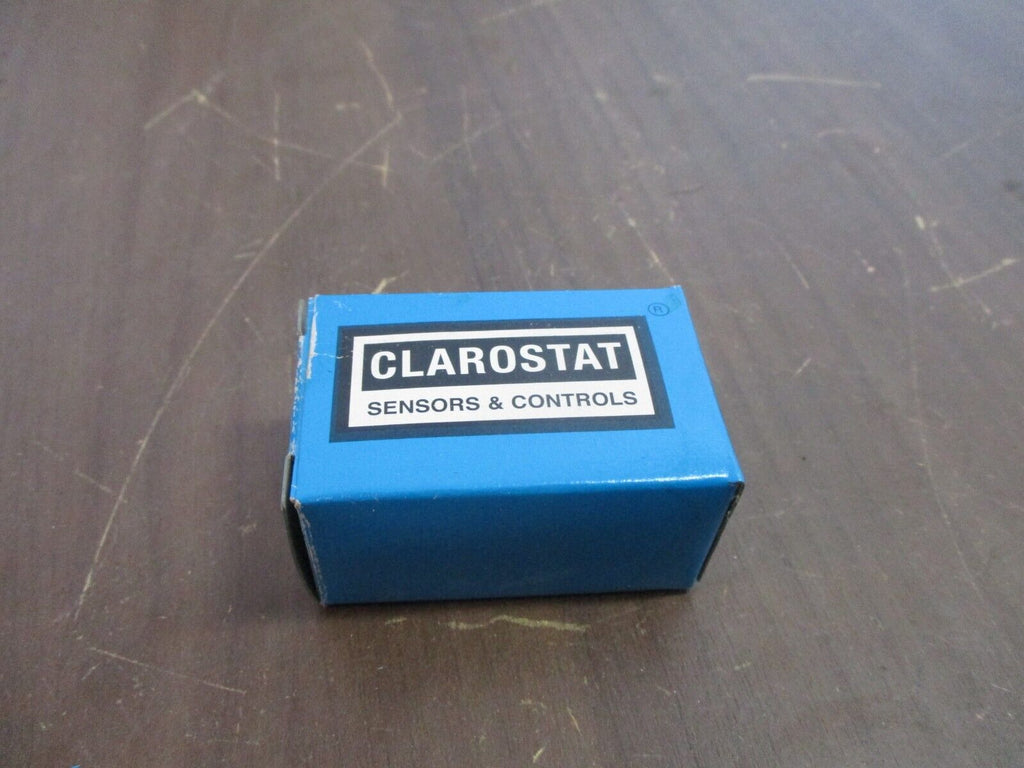 ®
CLAROSTAT
SENSORS & CONTROLS